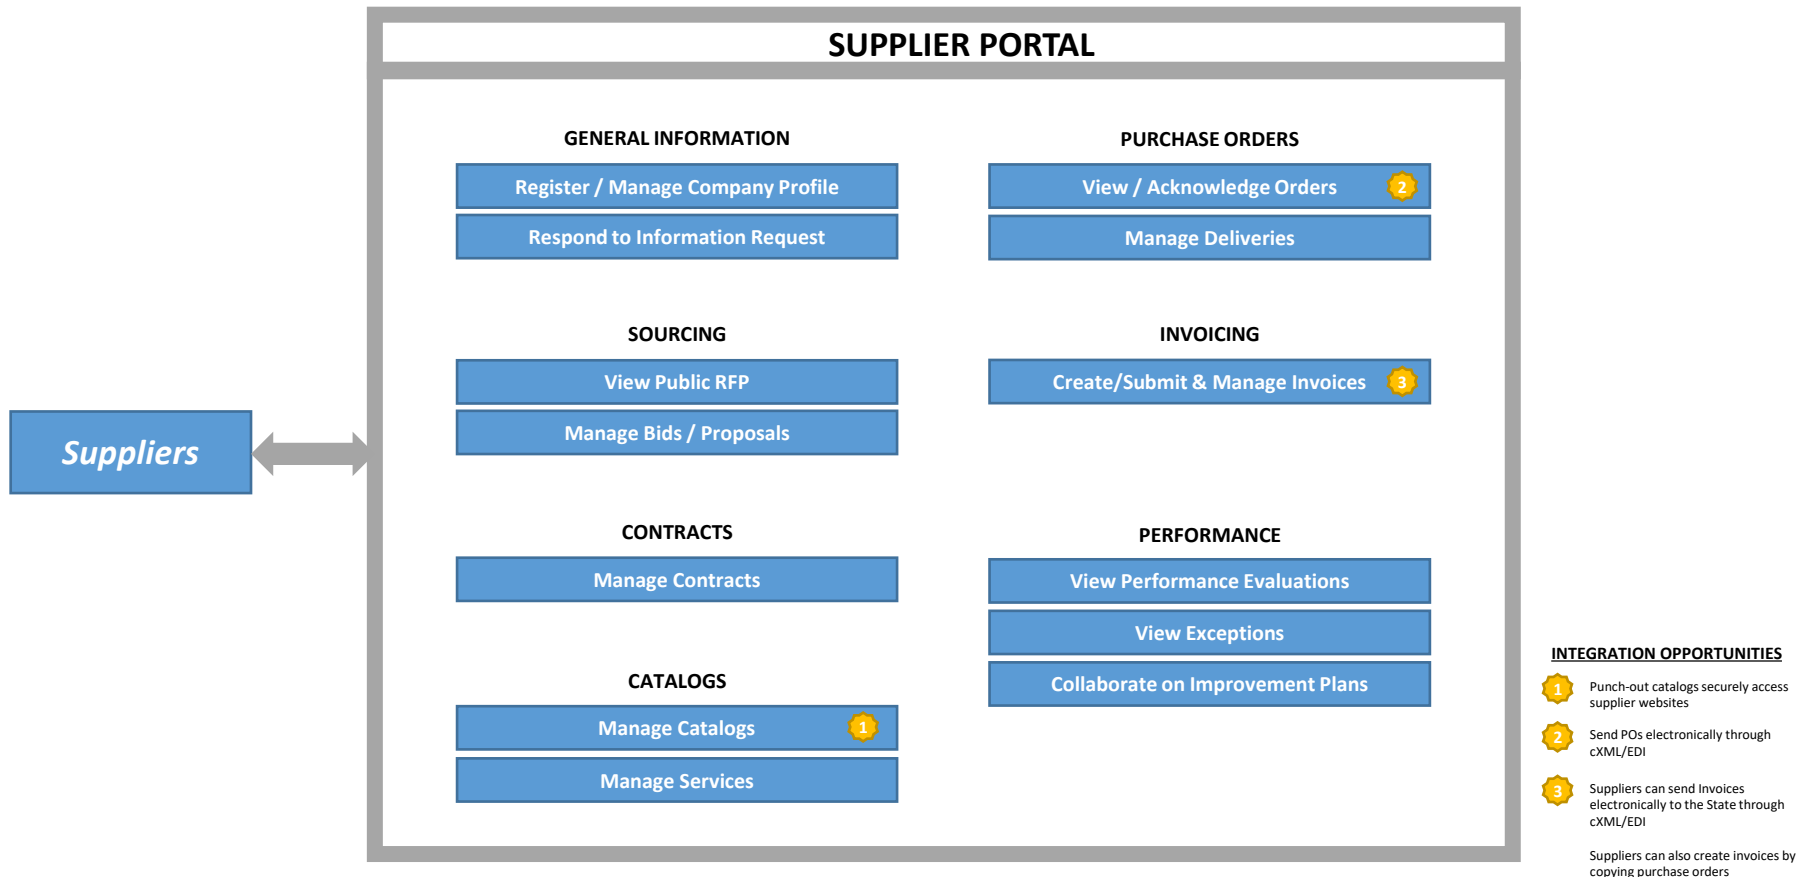 SUPPLIER PORTAL
GENERAL INFORMATION
Register / Manage Company Profile
Respond to Information Request
SOURCING
View Public RFP
Manage Bids / Proposals
CONTRACTS
Manage Contracts
CATALOGS
Manage Catalogs 1
Manage Services
PURCHASE ORDERS
View / Acknowledge Orders 2
Manage Deliveries
INVOICING
Create/Submit & Manage Invoices 3
PERFORMANCE
View Performance Evaluations
View Exceptions
Collaborate on Improvement Plans
Suppliers
INTEGRATION OPPORTUNITIES
1 Punch-out catalogs securely access
supplier websites
2 Send POs electronically through
cXML/EDI
3 Suppliers can send Invoices
electronically to the State through
cXML/EDI
Suppliers can also create invoices by
copying purchase orders